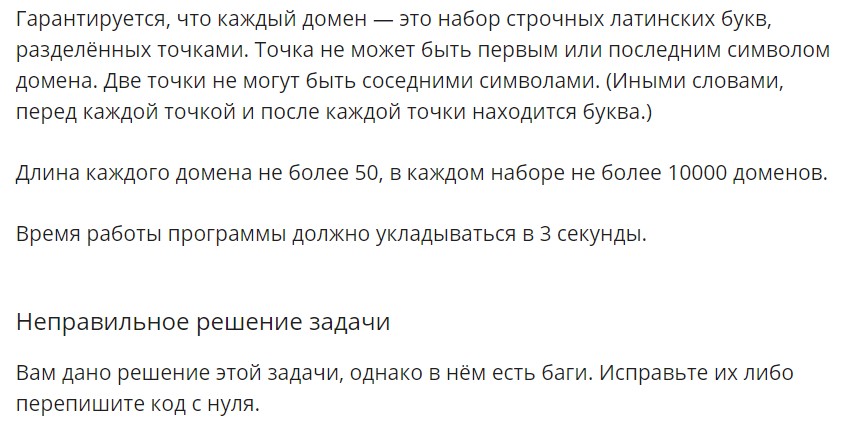 Гарантируется, что каждый домен — это набор строчных латинских букв,
разделённых точками. Точка не может быть первым или последним символом
домена. Две точки не могут быть соседними символами. (Иными словами,
перед каждой точкой и после каждой точки находится буква.)
Длина каждого домена не более 50, в каждом наборе не более 10000 доменов.
Время работы программы должно укладываться в 3 секунды.
Неправильное решение задачи
Вам дано решение этой задачи, однако в нём есть баги. Исправьте их либо
перепишите код с нуля.